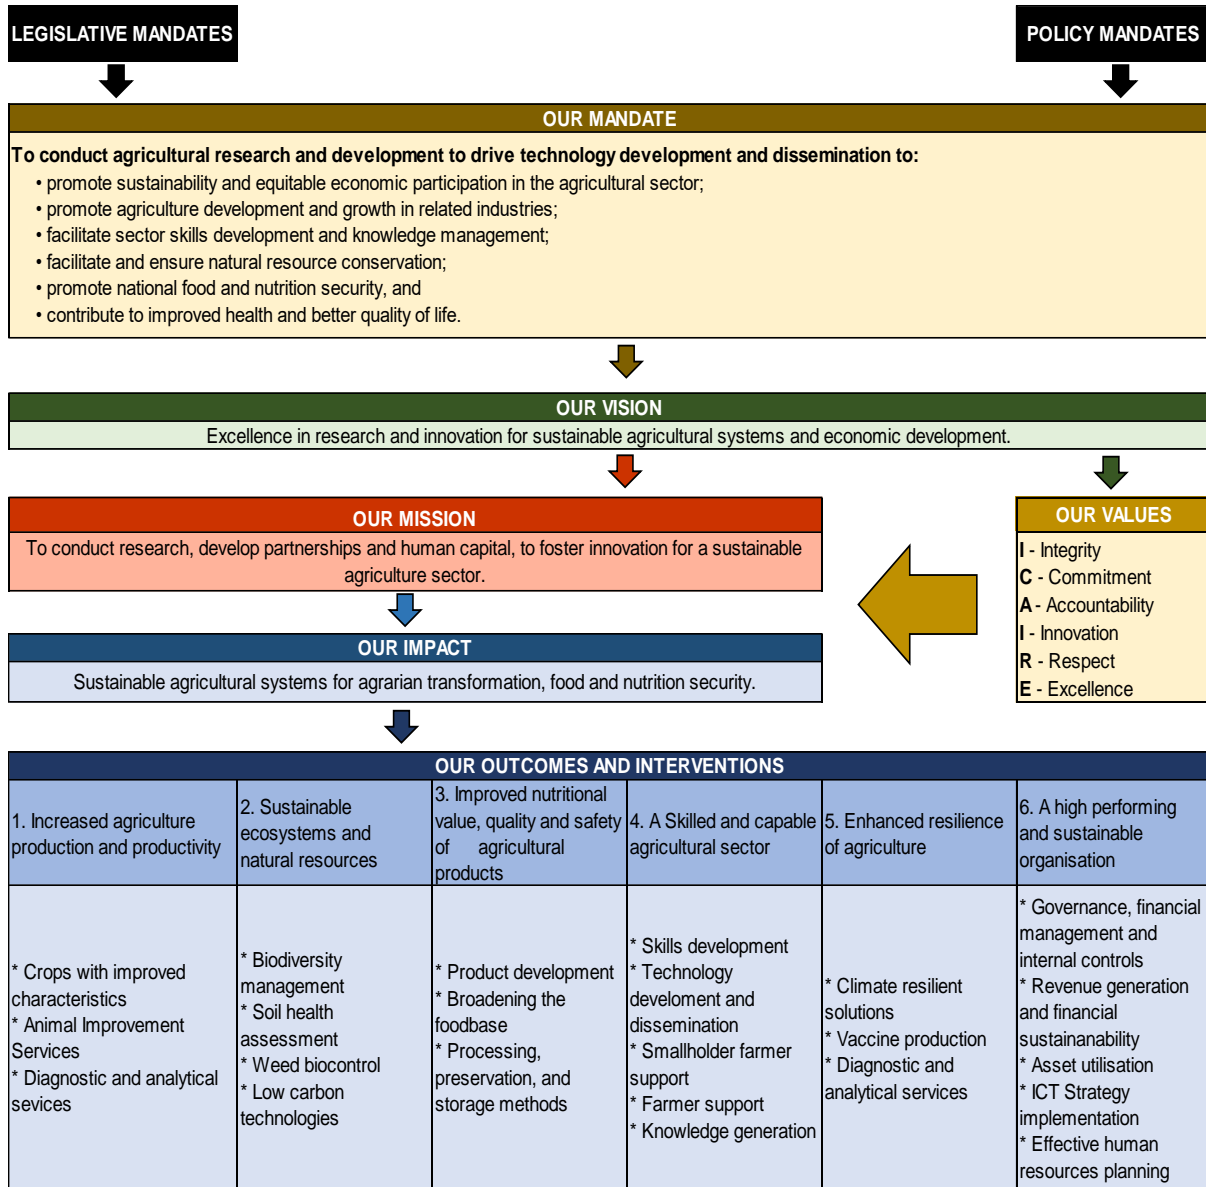 LEGISLATIVE MANDATES
POLICY MANDATES
OUR MANDATE
To conduct agricultural research and development to drive technology development and dissemination to:
• promote sustainability and equitable economic participation in the agricultural sector;
• promote agriculture development and growth in related industries;
• facilitate sector skills development and knowledge management;
• facilitate and ensure natural resource conservation;
• promote national food and nutrition security, and
• contribute to improved health and better quality of life.
OUR VISION
Excellence in research and innovation for sustainable agricultural systems and economic development.
OUR MISSION
To conduct research, develop partnerships and human capital, to foster innovation for a sustainable
agriculture sector.
OUR VALUES
I - Integrity
C - Commitment
A - Accountability
I - Innovation
R - Respect
E - Excellence
OUR IMPACT
Sustainable agricultural systems for agrarian transformation, food and nutrition security.
OUR OUTCOMES AND INTERVENTIONS
1. Increased agriculture
production and productivity
2. Sustainable
ecosystems and
natural resources
3. Improved nutritional
value, quality and safety
of agricultural
products
4. A Skilled and capable
agricultural sector
5. Enhanced resilience
of agriculture
6. A high performing
and sustainable
organisation
* Crops with improved
characteristics
* Animal Improvement
Services
* Diagnostic and analytical
sevices
* Biodiversity
management
* Soil health
assessment
* Weed biocontrol
* Low carbon
technologies
* Product development
* Broadening the
foodbase
* Processing,
preservation, and
storage methods
* Skills development
* Technology
develoment and
dissemination
* Smallholder farmer
support
* Farmer support
* Knowledge generation
* Climate resilient
solutions
* Vaccine production
* Diagnostic and
analytical services
* Governance, financial
management and
internal controls
* Revenue generation
and financial
sustainanability
* Asset utilisation
* ICT Strategy
implementation
* Effective human
resources planning